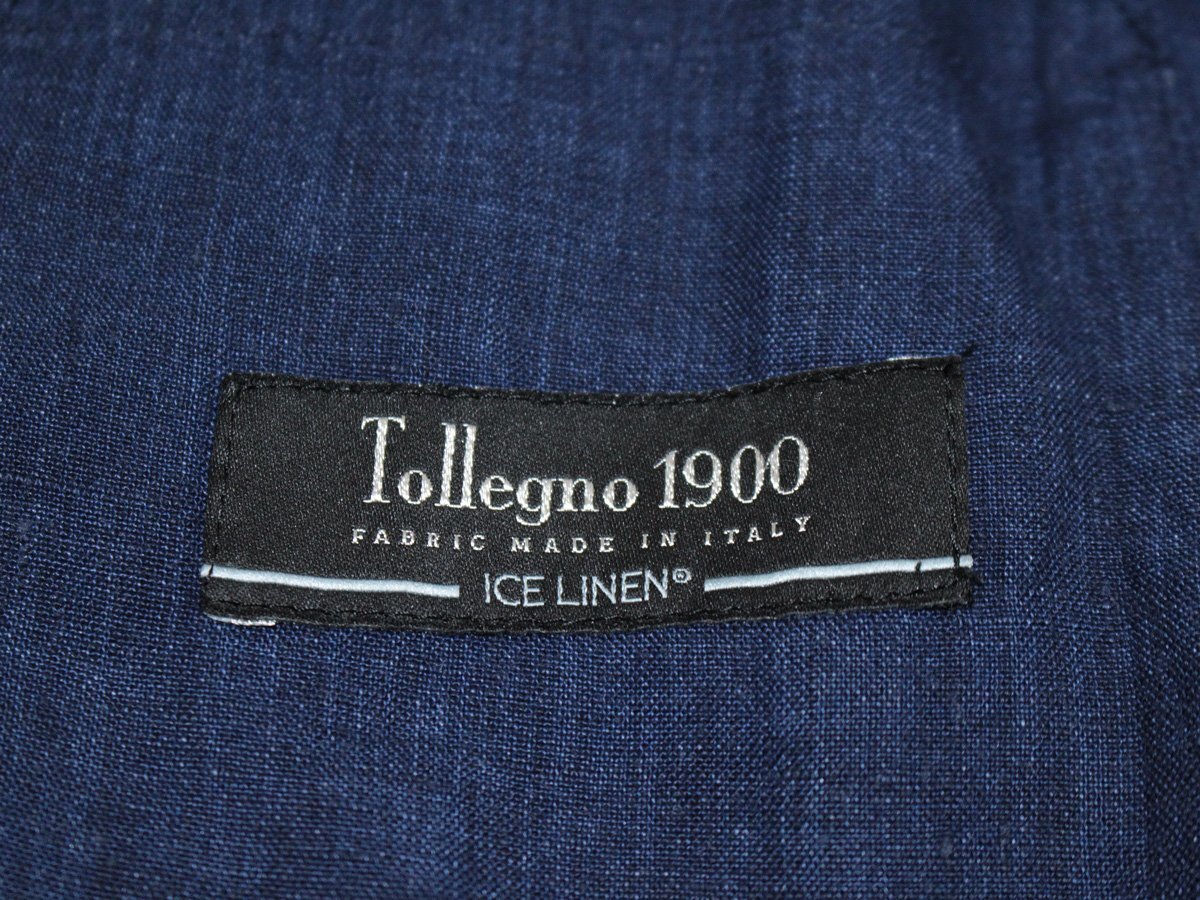 Tollegno 1900
FABRIC MADE IN ITALY
ICE LINEN®